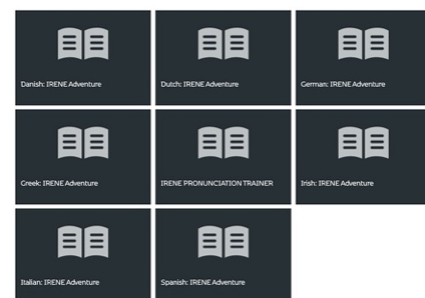 Danish: IRENE Adventure
Dutch: IRENE Adventure
German: IRENE Adventure
Greek: IRENE Adventure
IRENE PRONUNCIATION TRAINER
Irish: IRENE Adventure
Italian: IRENE Adventure
Spanish: IRENE Adventure